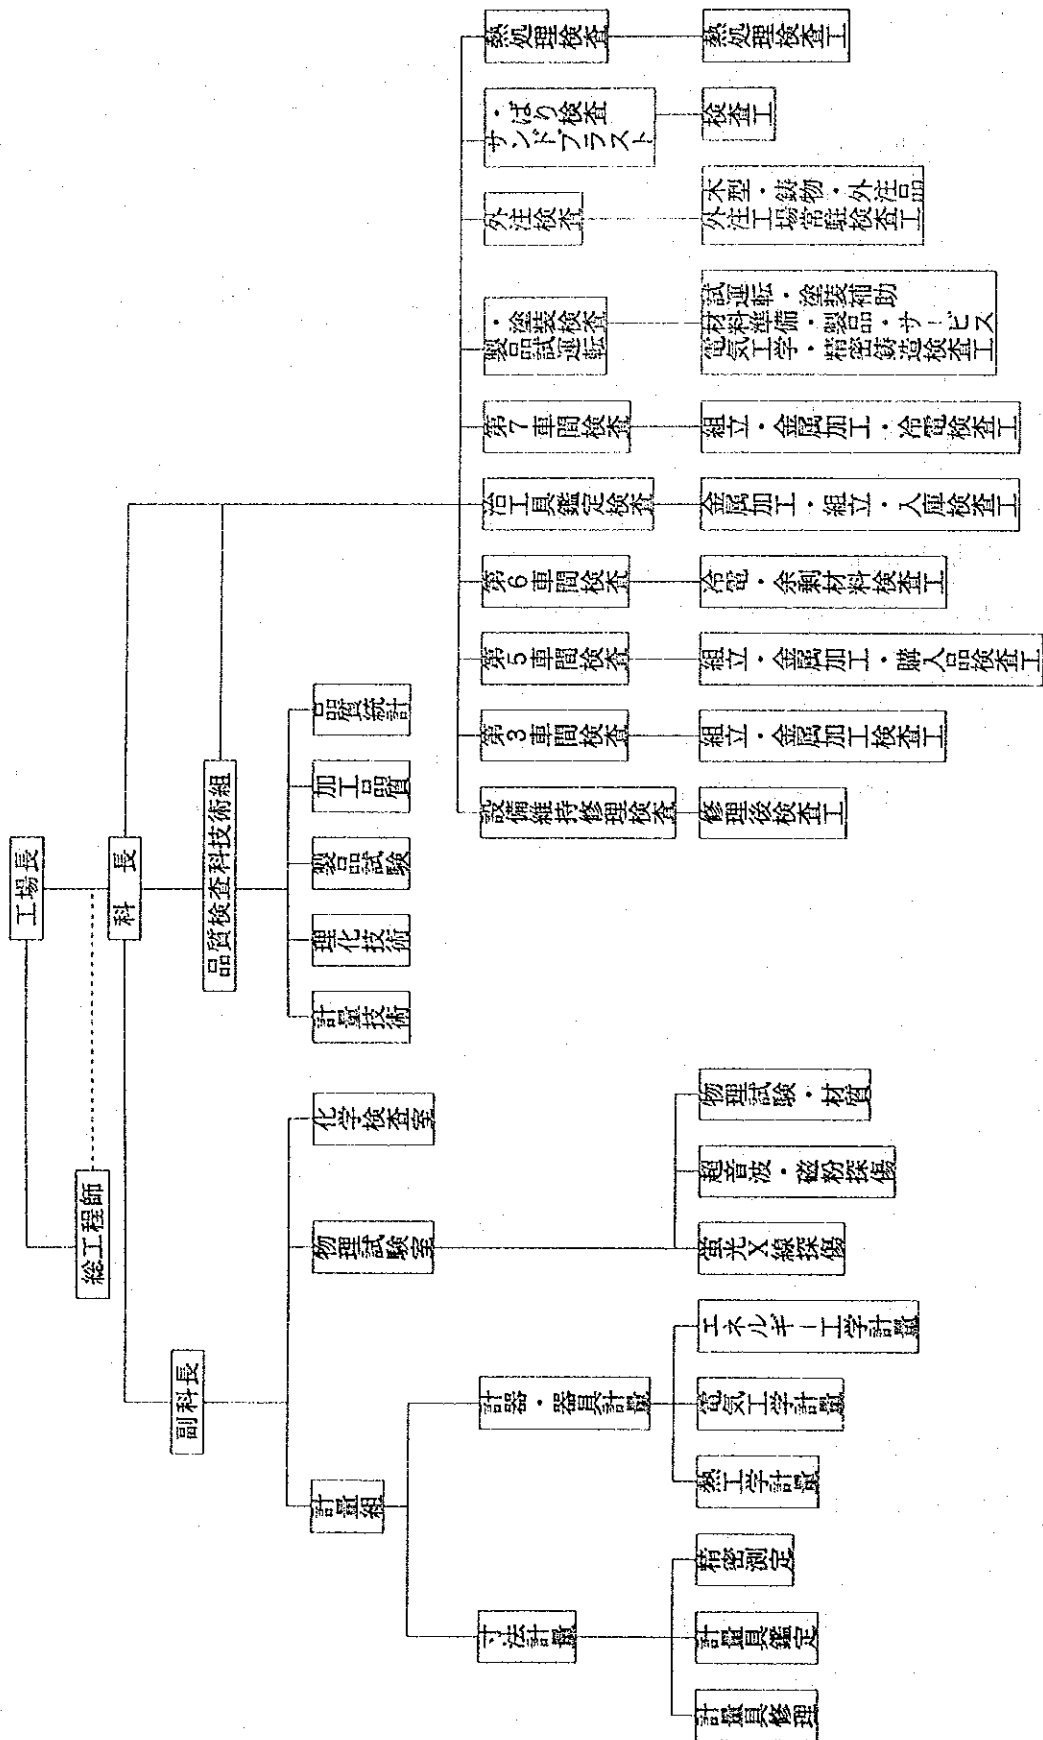 工場長
総工程師
科　長
副科長
品質検査科技術組
計量組
物理試験室
化学検査室
計量技術
理化技術
製品試験
加工品質
品質統計
寸法計量
計器・器具計量
設備維持修理検査
第3車間検査
第5車間検査
第6車間検査
治工具鑑定検査
第7車間検査
製品試運転
・塗装検査
外注検査
サンドブラスト
・ばり検査
熱処理検査
計量具修理
計量具鑑定
精密測定
熱工学計量
電気工学計量
エネルギー工学計量
蛍光X線探傷
超音波・磁粉探傷
物理試験・材質
修理後検査工
組立・金属加工検査工
組立・金属加工・購入品検査工
冷電・余剰材料検査工
金属加工・組立・入庫検査工
組立・金属加工・冷電検査工
試運転・塗装補助
材料準備・製品・サービス
電気工学・精密鋳造検査工
木型・鋳物・外注品
外注工場常駐検査工
検査工
熱処理検査工